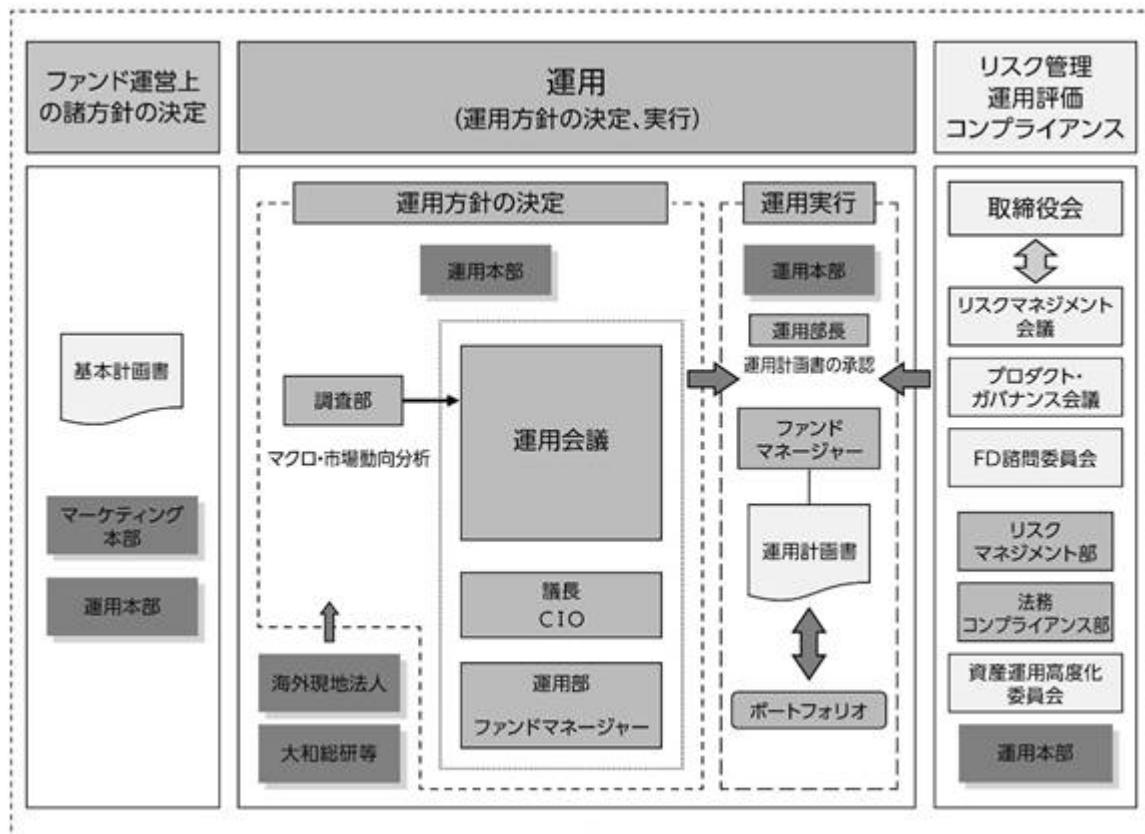 ファンド運営上
の諸方針の決定
運用
(運用方針の決定、実行)
リスク管理
運用評価
コンプライアンス
基本計画書
マーケティング
本部
運用本部
運用方針の決定
運用本部
調査部
マクロ・市場動向分析
運用会議
議長
CIO
運用部
ファンドマネージャー
海外現地法人
大和総研等
運用実行
運用本部
運用部長
運用計画書の承認
ファンド
マネージャー
運用計画書
ポートフォリオ
取締役会
リスクマネジメント
会議
プロダクト・
ガバナンス会議
FD諮問委員会
リスク
マネジメント部
法務
コンプライアンス部
資産運用高度化
委員会
運用本部